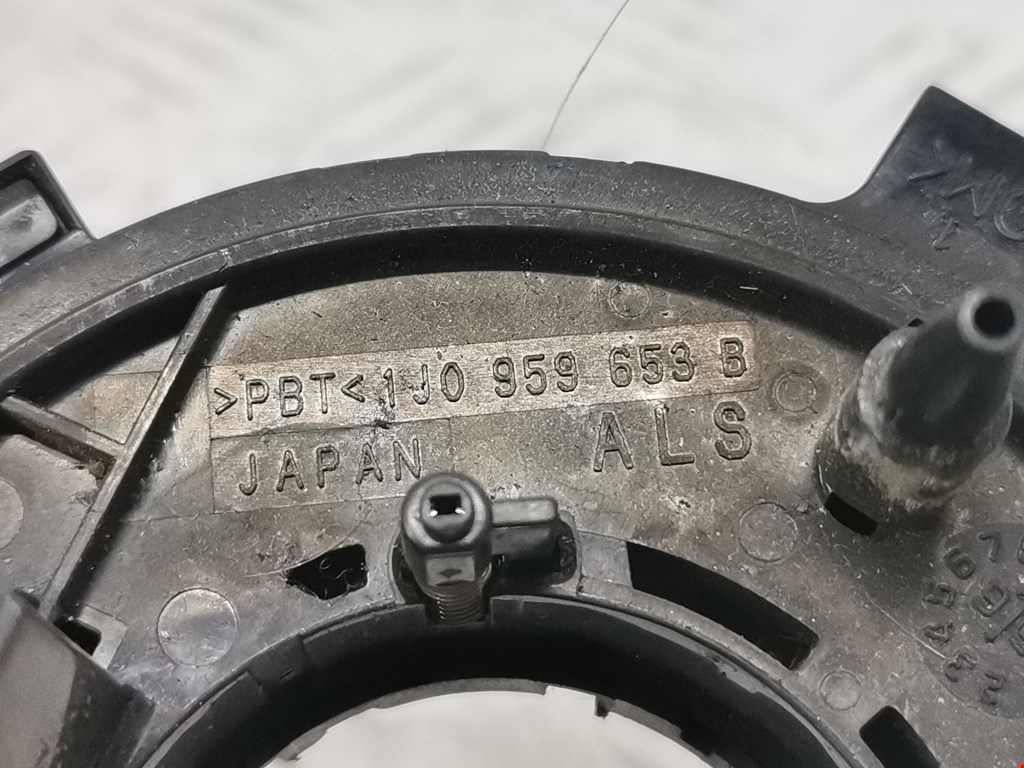 >PBT< 1J0 959 653 B
JAPAN ALS